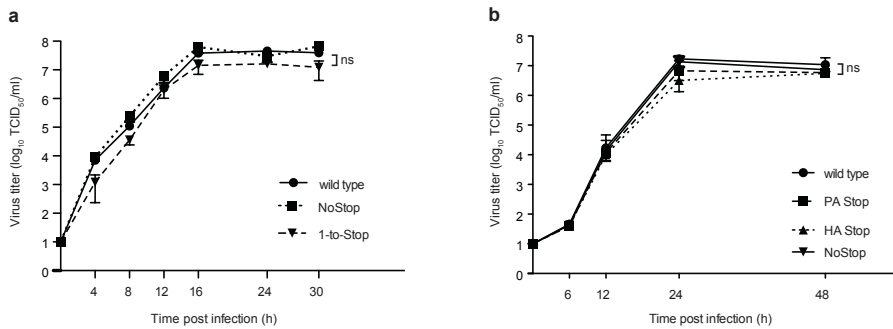 a
Virus titer (log₁₀ TCID₅₀/ml)
8
7
6
5
4
3
2
1
0
ns
wild type
NoStop
1-to-Stop
4 8 12 16 24 30
Time post infection (h)
b
Virus titer (log₁₀ TCID₅₀/ml)
8
7
6
5
4
3
2
1
0
ns
wild type
PA Stop
HA Stop
NoStop
6 12 24 48
Time post infection (h)